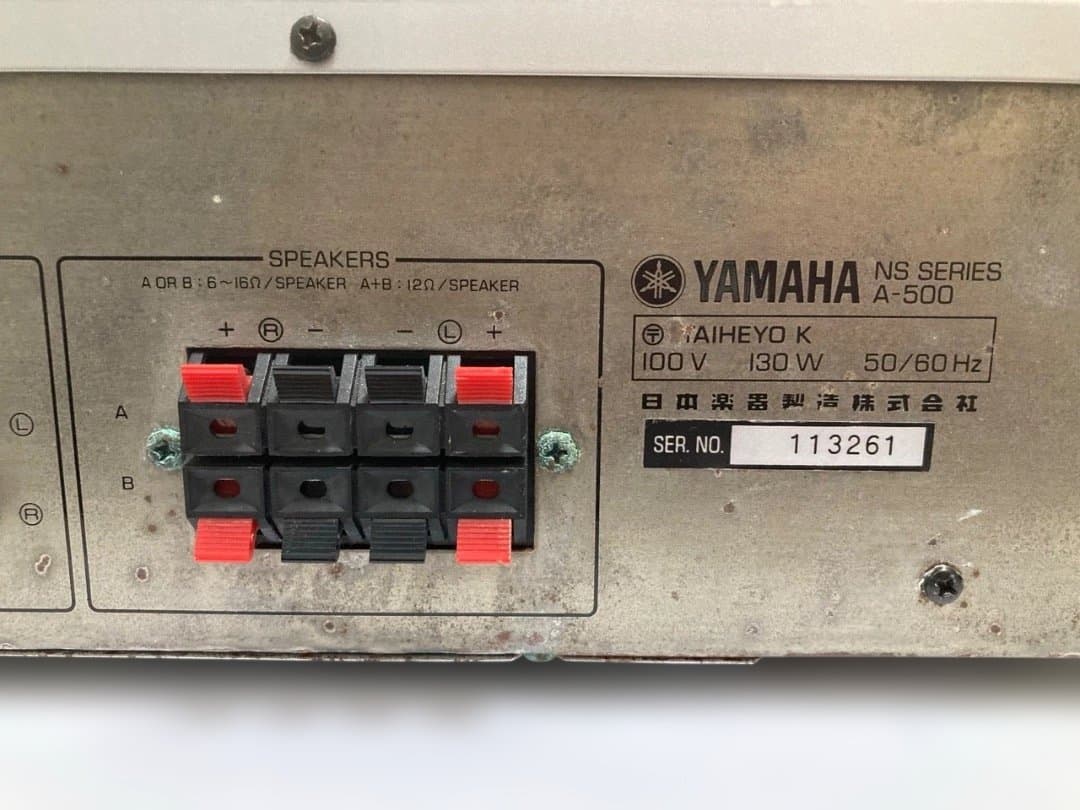 SPEAKERS
A OR B : 6~16Ω/SPEAKER A+B : 12Ω/SPEAKER
+ R − − L +
A
B
L
R
YAMAHA NS SERIES
A-500
〒 TAIHEYO K
100 V 130 W 50/60 Hz
日本楽器製造株式会社
SER. NO. 113261